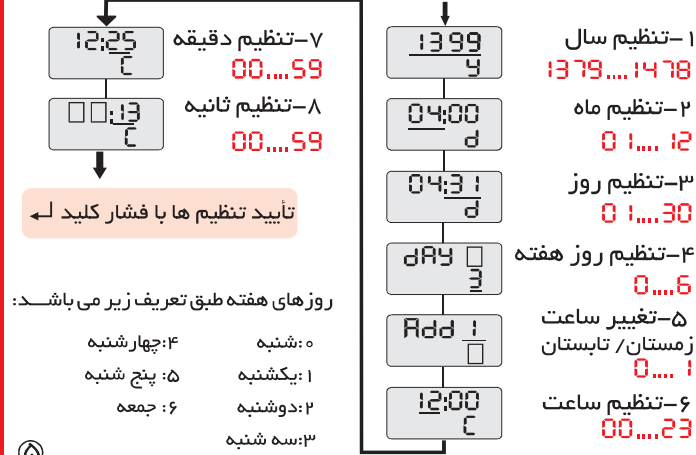 ۱–تنظیم سال
1379....1478
1399
y
۲–تنظیم ماه
01....12
04:00
d
۳–تنظیم روز
01....30
04:31
d
۴–تنظیم روز هفته
0....6
dAY
3
۵–تغییر ساعت
زمستان/ تابستان
0....1
Add 1
۶–تنظیم ساعت
00....23
12:00
C
۷–تنظیم دقیقه
00....59
12:25
C
۸–تنظیم ثانیه
00....59
:13
C
تأیید تنظیم ها با فشار کلید ↲
روزهای هفته طبق تعریف زیر می باشــد:
۰:شنبه
۱:یکشنبه
۲:دوشنبه
۳:سه شنبه
۴:چهارشنبه
۵: پنج شنبه
۶: جمعه
۵